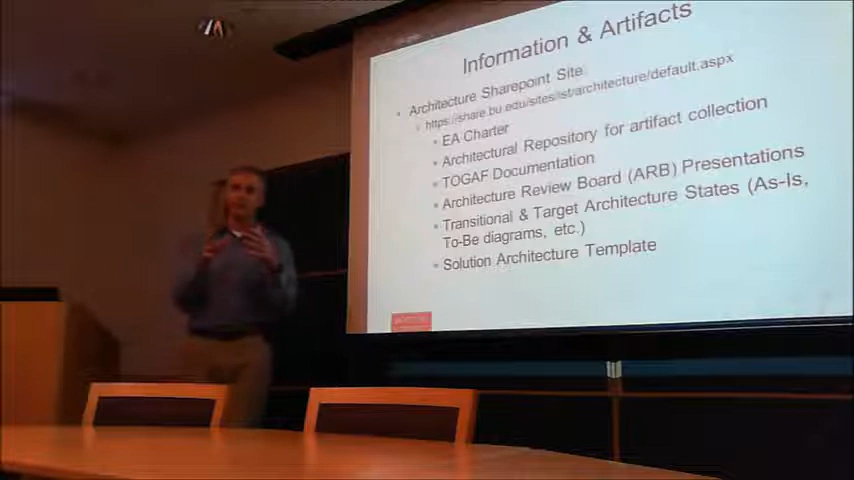 Information & Artifacts
Architecture Sharepoint Site:
https://share.bu.edu/sites/ist/architecture/default.aspx
EA Charter
Architectural Repository for artifact collection
TOGAF Documentation
Architecture Review Board (ARB) Presentations
Transitional & Target Architecture States (As-Is,
To-Be diagrams, etc.)
Solution Architecture Template